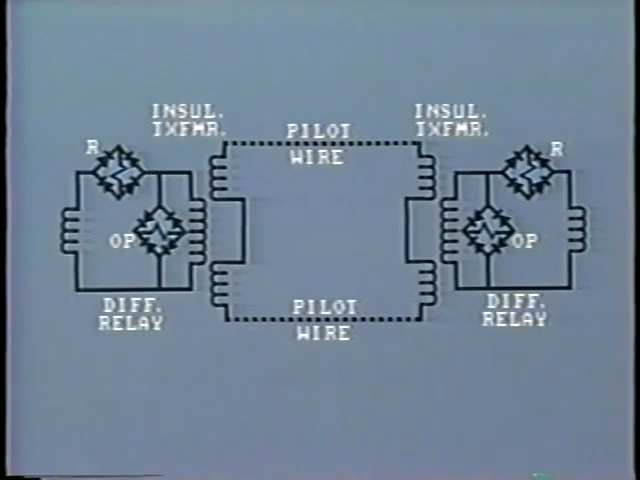 INSUL.
TXFMR.
PILOT
WIRE
INSUL.
TXFMR.
R
R
OP
OP
DIFF.
RELAY
PILOT
WIRE
DIFF.
RELAY